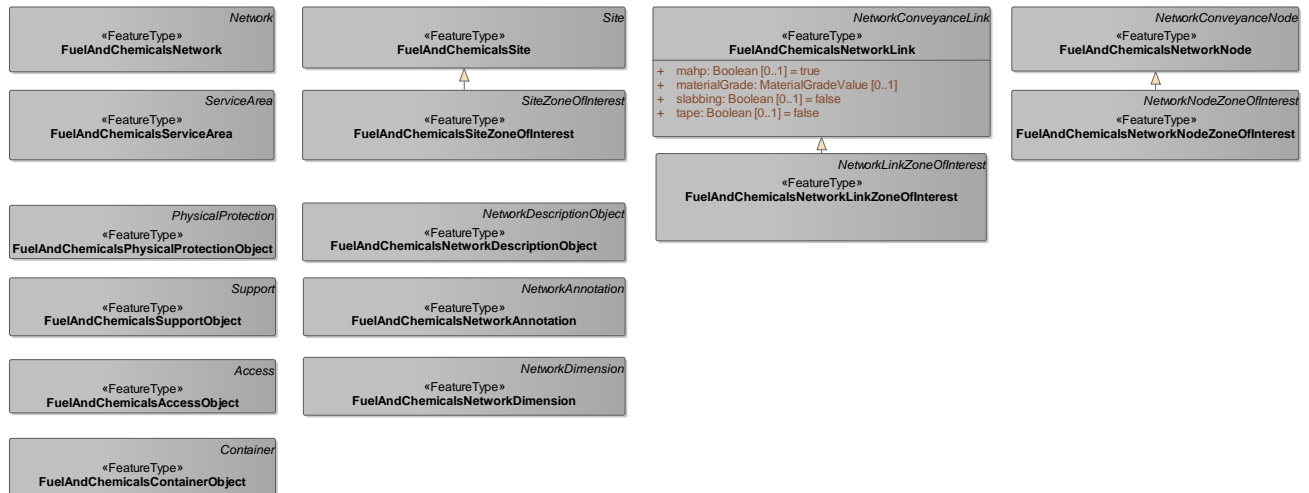 Network
«FeatureType»
FuelAndChemicalsNetwork
Site
«FeatureType»
FuelAndChemicalsSite
NetworkConveyanceLink
«FeatureType»
FuelAndChemicalsNetworkLink
+ mahp: Boolean [0..1] = true
+ materialGrade: MaterialGradeValue [0..1]
+ slabbing: Boolean [0..1] = false
+ tape: Boolean [0..1] = false
NetworkConveyanceNode
«FeatureType»
FuelAndChemicalsNetworkNode
ServiceArea
«FeatureType»
FuelAndChemicalsServiceArea
SiteZoneOfInterest
«FeatureType»
FuelAndChemicalsSiteZoneOfInterest
NetworkNodeZoneOfInterest
«FeatureType»
FuelAndChemicalsNetworkNodeZoneOfInterest
NetworkLinkZoneOfInterest
«FeatureType»
FuelAndChemicalsNetworkLinkZoneOfInterest
PhysicalProtection
«FeatureType»
FuelAndChemicalsPhysicalProtectionObject
NetworkDescriptionObject
«FeatureType»
FuelAndChemicalsNetworkDescriptionObject
Support
«FeatureType»
FuelAndChemicalsSupportObject
NetworkAnnotation
«FeatureType»
FuelAndChemicalsNetworkAnnotation
Access
«FeatureType»
FuelAndChemicalsAccessObject
NetworkDimension
«FeatureType»
FuelAndChemicalsNetworkDimension
Container
«FeatureType»
FuelAndChemicalsContainerObject